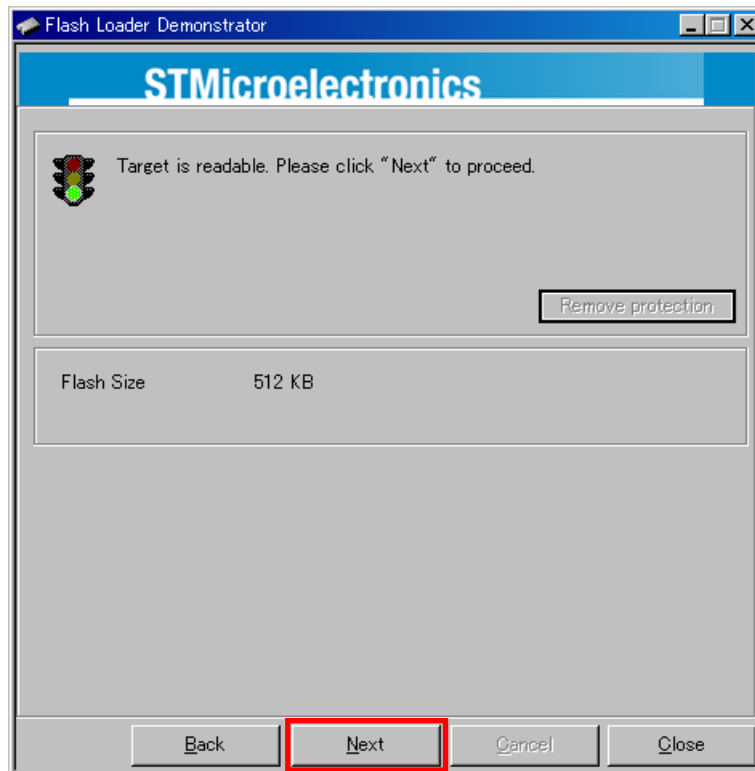 Flash Loader Demonstrator
STMicroelectronics
Target is readable. Please click "Next" to proceed.
Remove protection
Flash Size 512 KB
Back Next Cancel Close